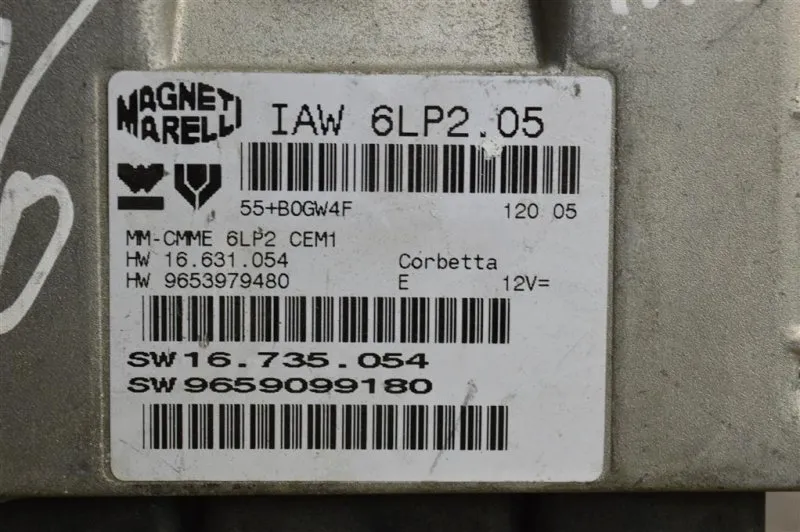 MAGNETI
MARELLI
IAW 6LP2.05
55+B0GW4F 120 05
MM-CMME 6LP2 CEM1
HW 16.631.054 Corbetta
HW 9653979480 E 12V=
SW16.735.054
SW9659099180